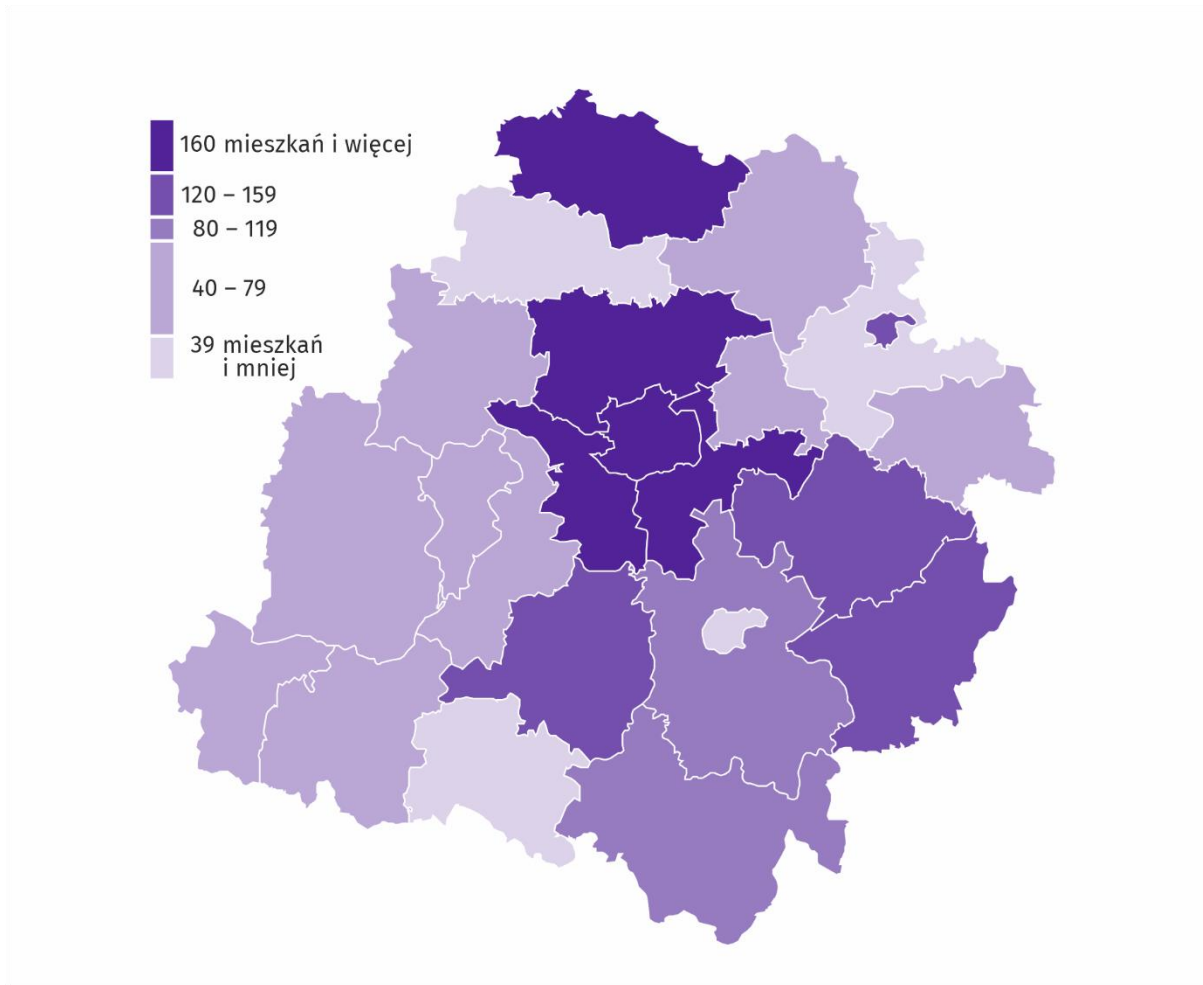 160 mieszkań i więcej
120 – 159
80 – 119
40 – 79
39 mieszkań
i mniej